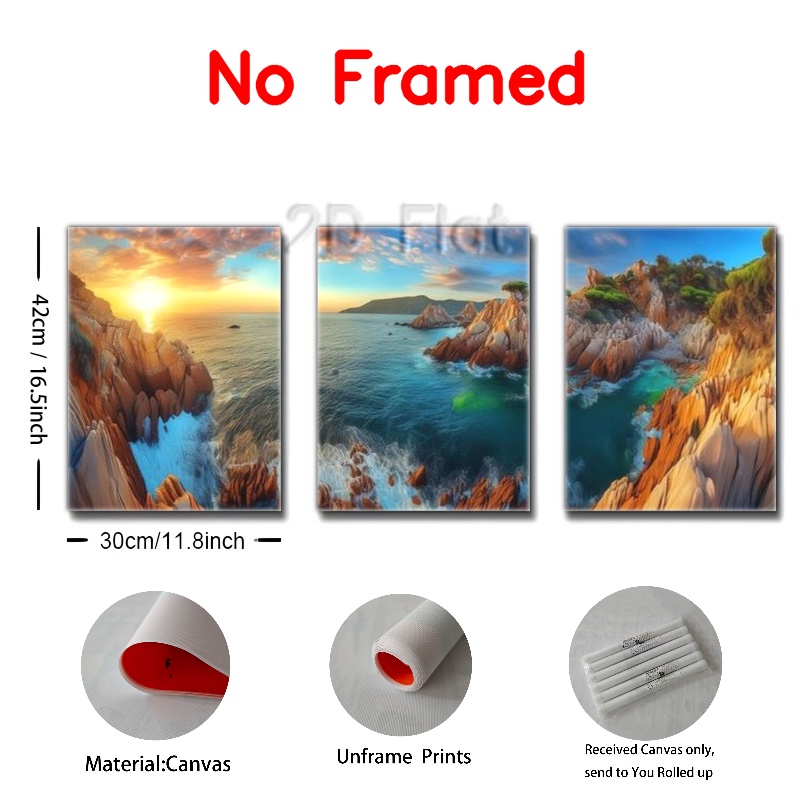 No Framed
2D Flat
42cm / 16.5inch
30cm/11.8inch
Material:Canvas
Unframe Prints
Received Canvas only,
send to You Rolled up